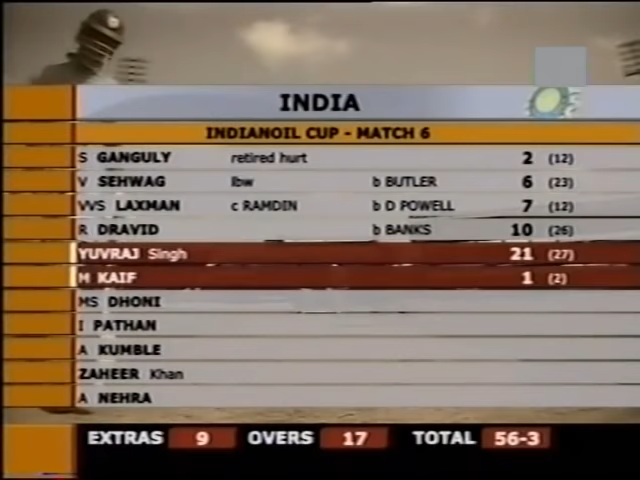 INDIA
INDIANOIL CUP - MATCH 6
S GANGULY retired hurt 2 (12)
V SEHWAG lbw b BUTLER 6 (23)
VVS LAXMAN c RAMDIN b D POWELL 7 (12)
R DRAVID b BANKS 10 (26)
YUVRAJ Singh 21 (27)
M KAIF 1 (2)
MS DHONI
I PATHAN
A KUMBLE
ZAHEER Khan
A NEHRA
EXTRAS 9 OVERS 17 TOTAL 56-3